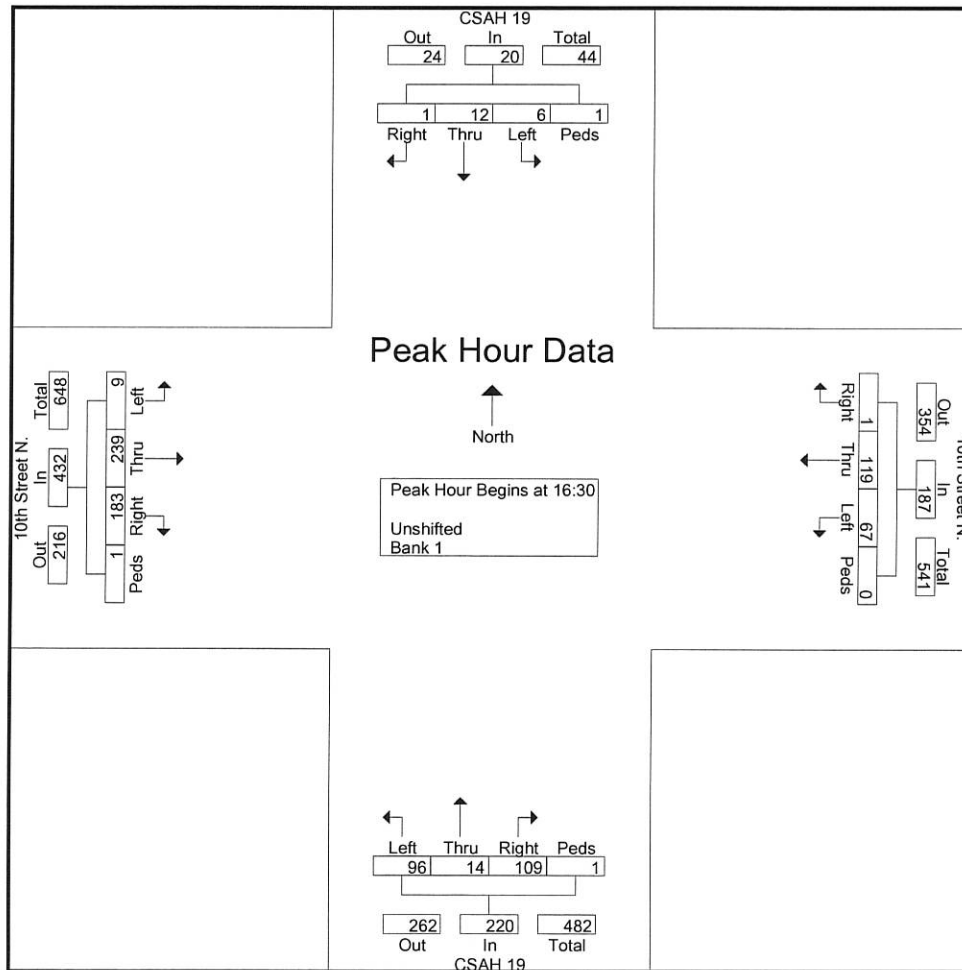 CSAH 19
Out In Total
24 20 44
1 12 6 1
Right Thru Left Peds
Peak Hour Data
North
Peak Hour Begins at 16:30
Unshifted
Bank 1
10th Street N.
Total In Out
648 432 216
9 239 183 1
Left Thru Right Peds
10th Street N.
Out In Total
354 187 541
1 119 67 0
Right Thru Left Peds
Left Thru Right Peds
96 14 109 1
262 220 482
Out In Total
CSAH 19